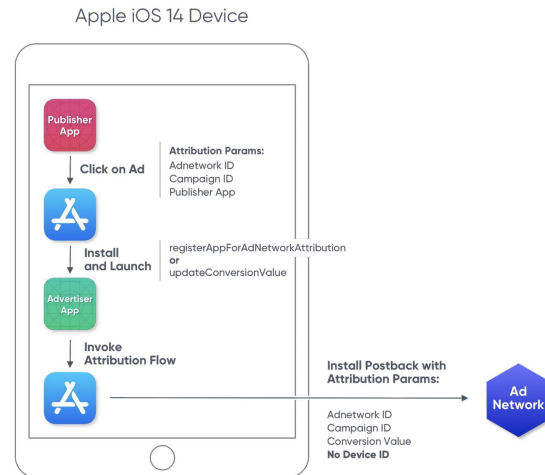 Apple iOS 14 Device
Publisher
App
Click on Ad
Attribution Params:
Adnetwork ID
Campaign ID
Publisher App
Install
and Launch
registerAppForAdNetworkAttribution
or
updateConversionValue
Advertiser
App
Invoke
Attribution Flow
Install Postback with
Attribution Params:
Adnetwork ID
Campaign ID
Conversion Value
No Device ID
Ad
Network